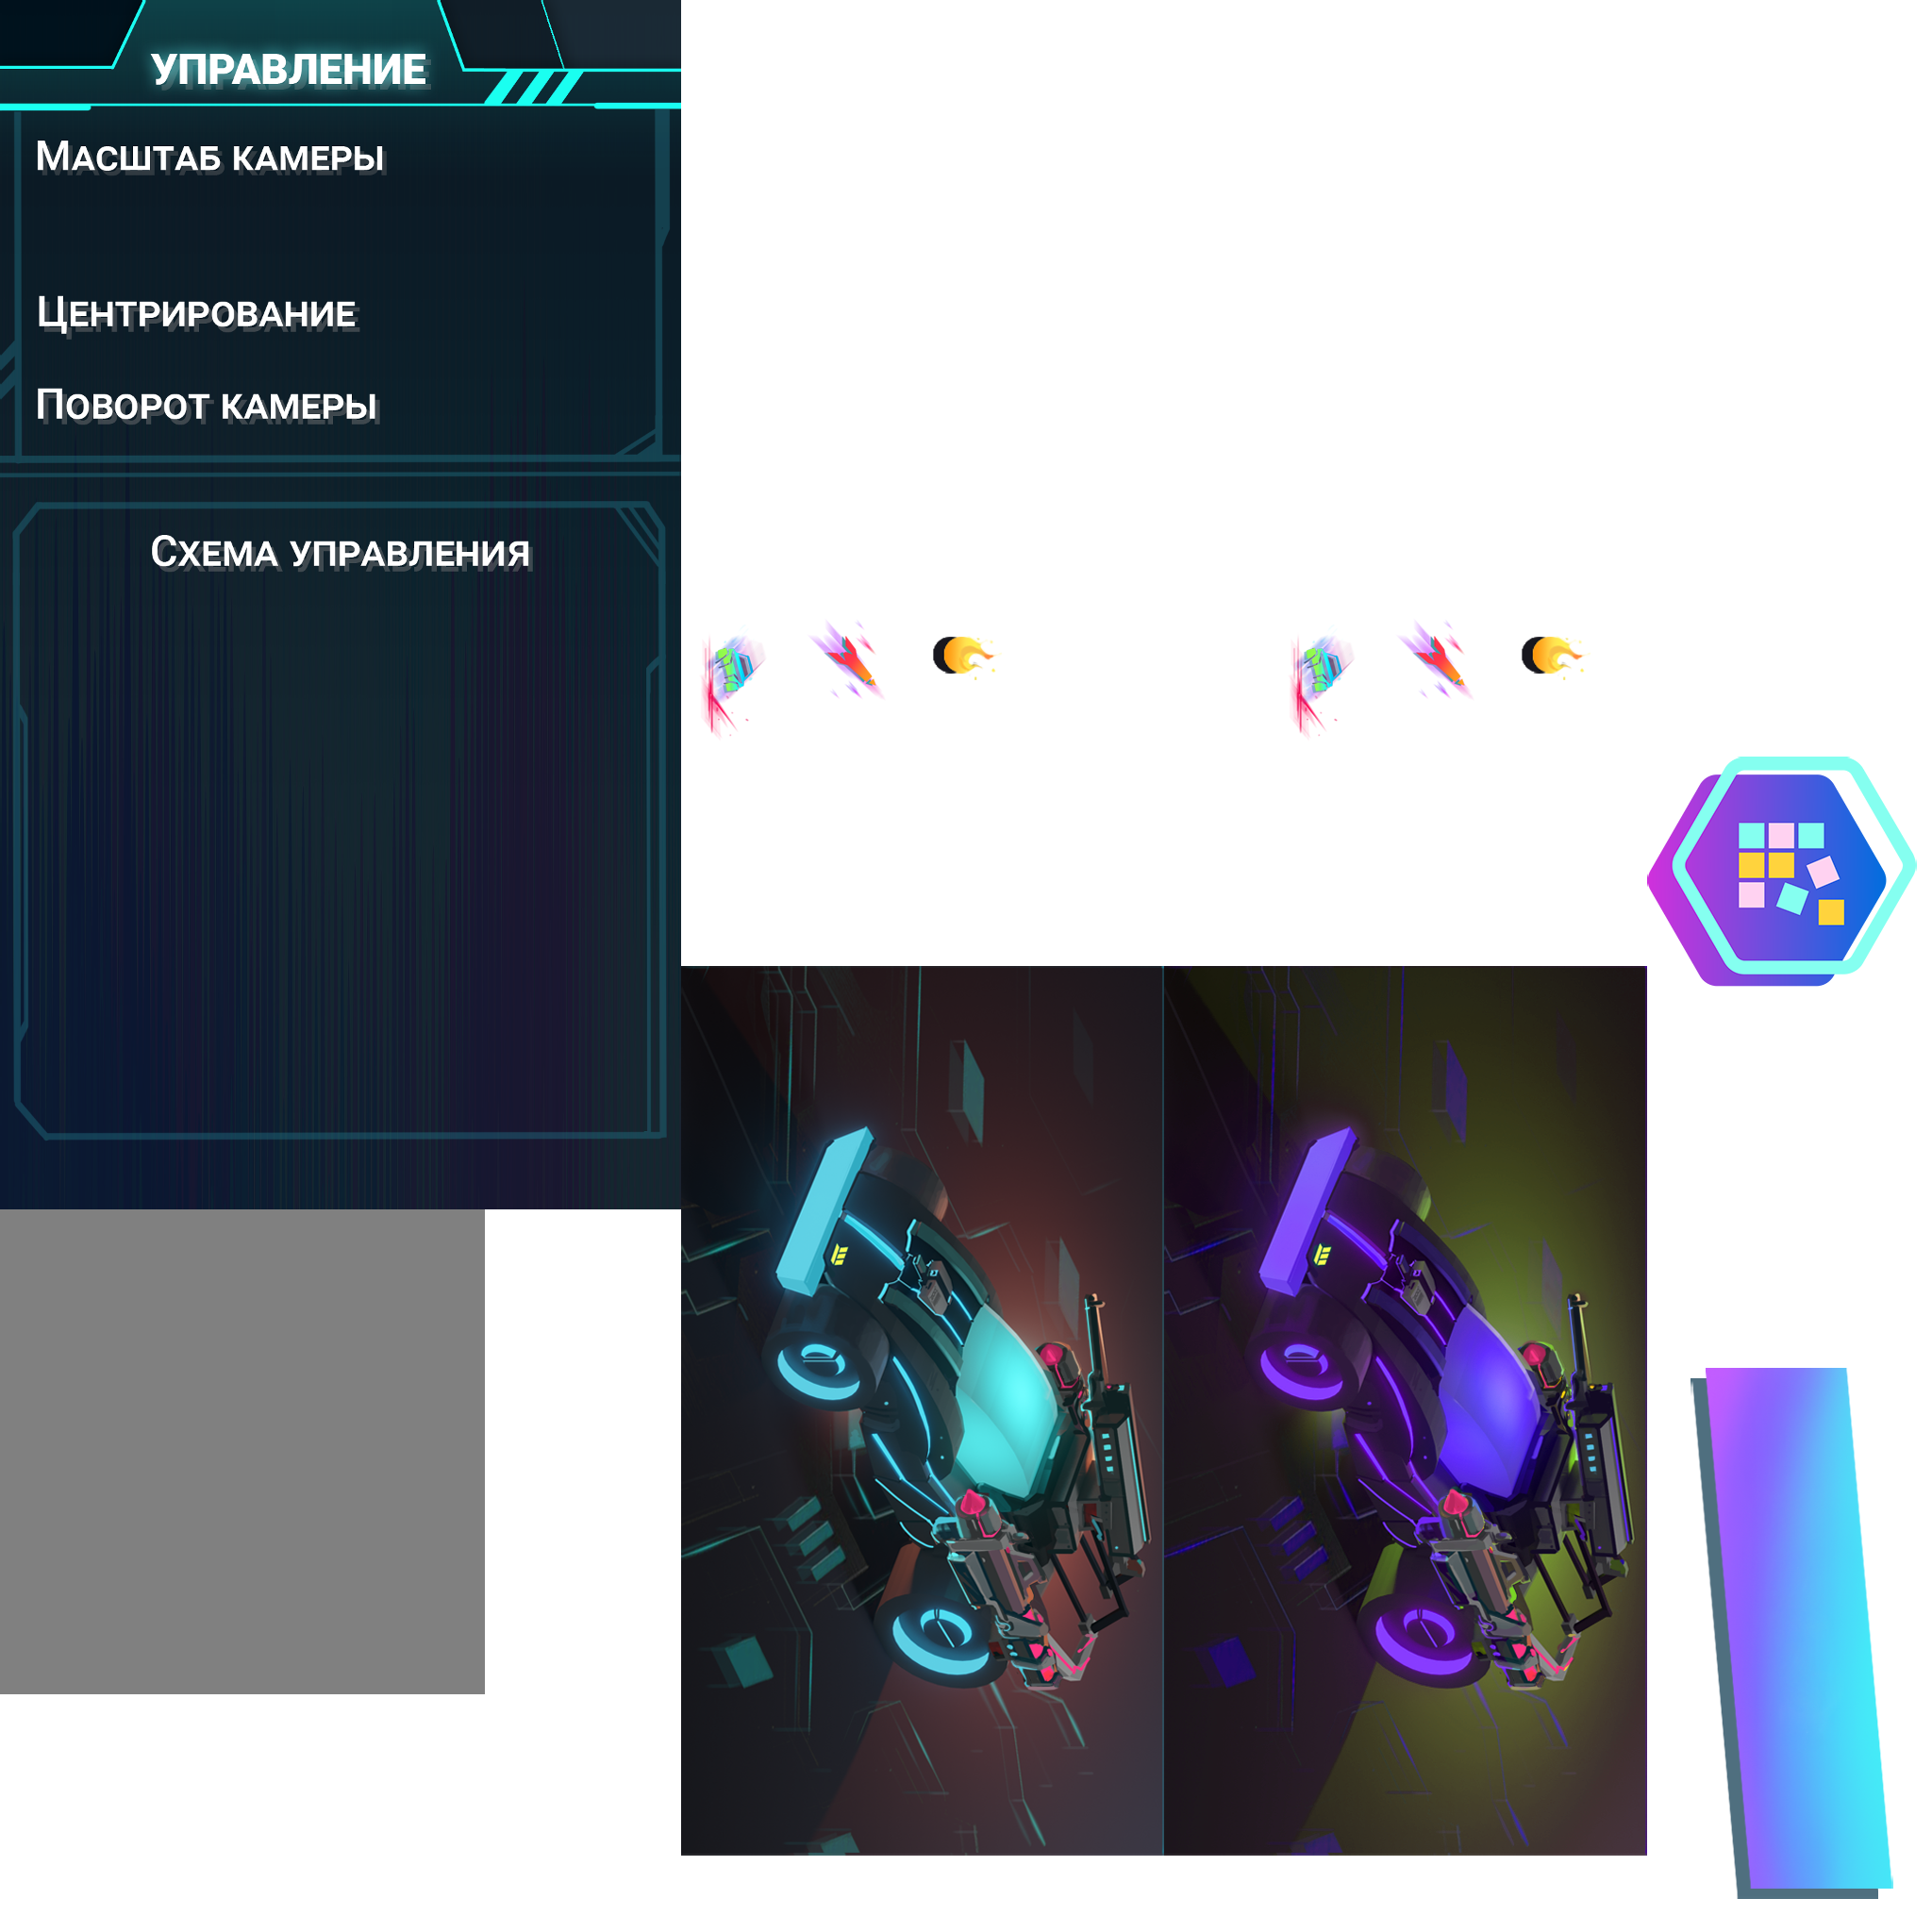 УПРАВЛЕНИЕ
Масштаб камеры
Центрирование
Поворот камеры
Схема управления